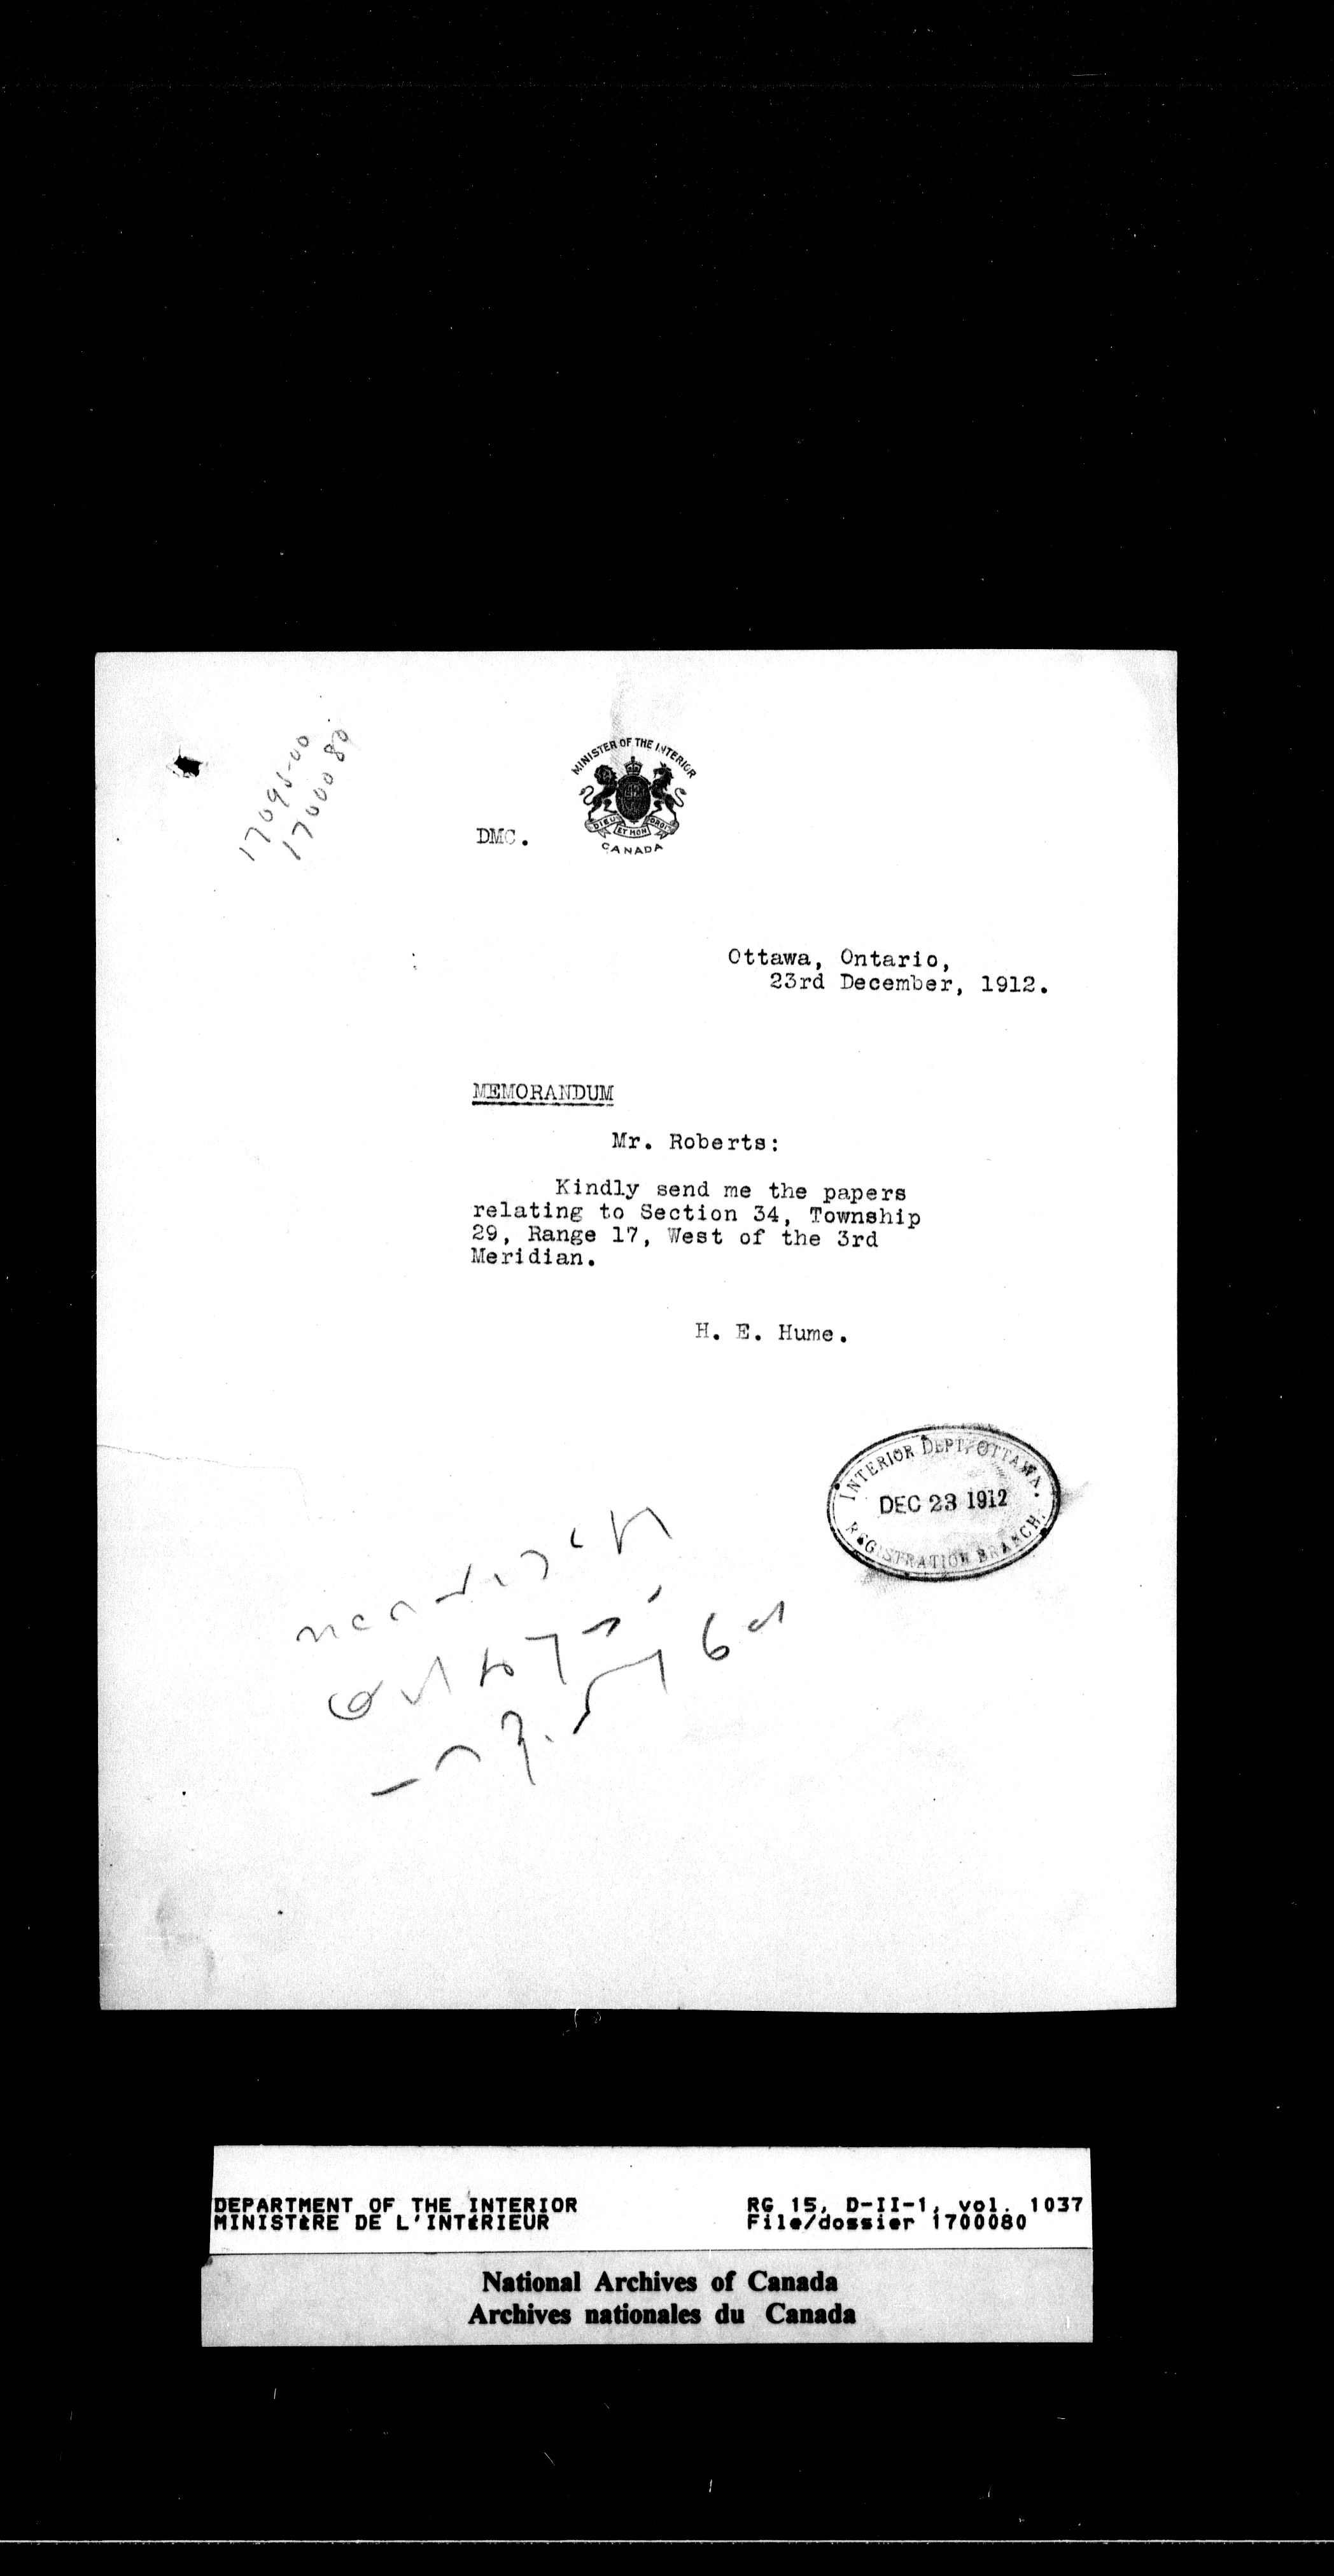 1700080
MINISTER OF THE INTERIOR
DIEU ET MON DROIT
CANADA
DMC.
Ottawa, Ontario,
23rd December, 1912.
MEMORANDUM
Mr. Roberts:
Kindly send me the papers
relating to Section 34, Township
29, Range 17, West of the 3rd
Meridian.
H. E. Hume.
INTERIOR DEPT. OTTAWA.
DEC 23 1912
REGISTRATION BRANCH.
DEPARTMENT OF THE INTERIOR
MINISTÈRE DE L'INTÉRIEUR
RG 15, D-II-1, vol. 1037
File/dossier 1700080
National Archives of Canada
Archives nationales du Canada